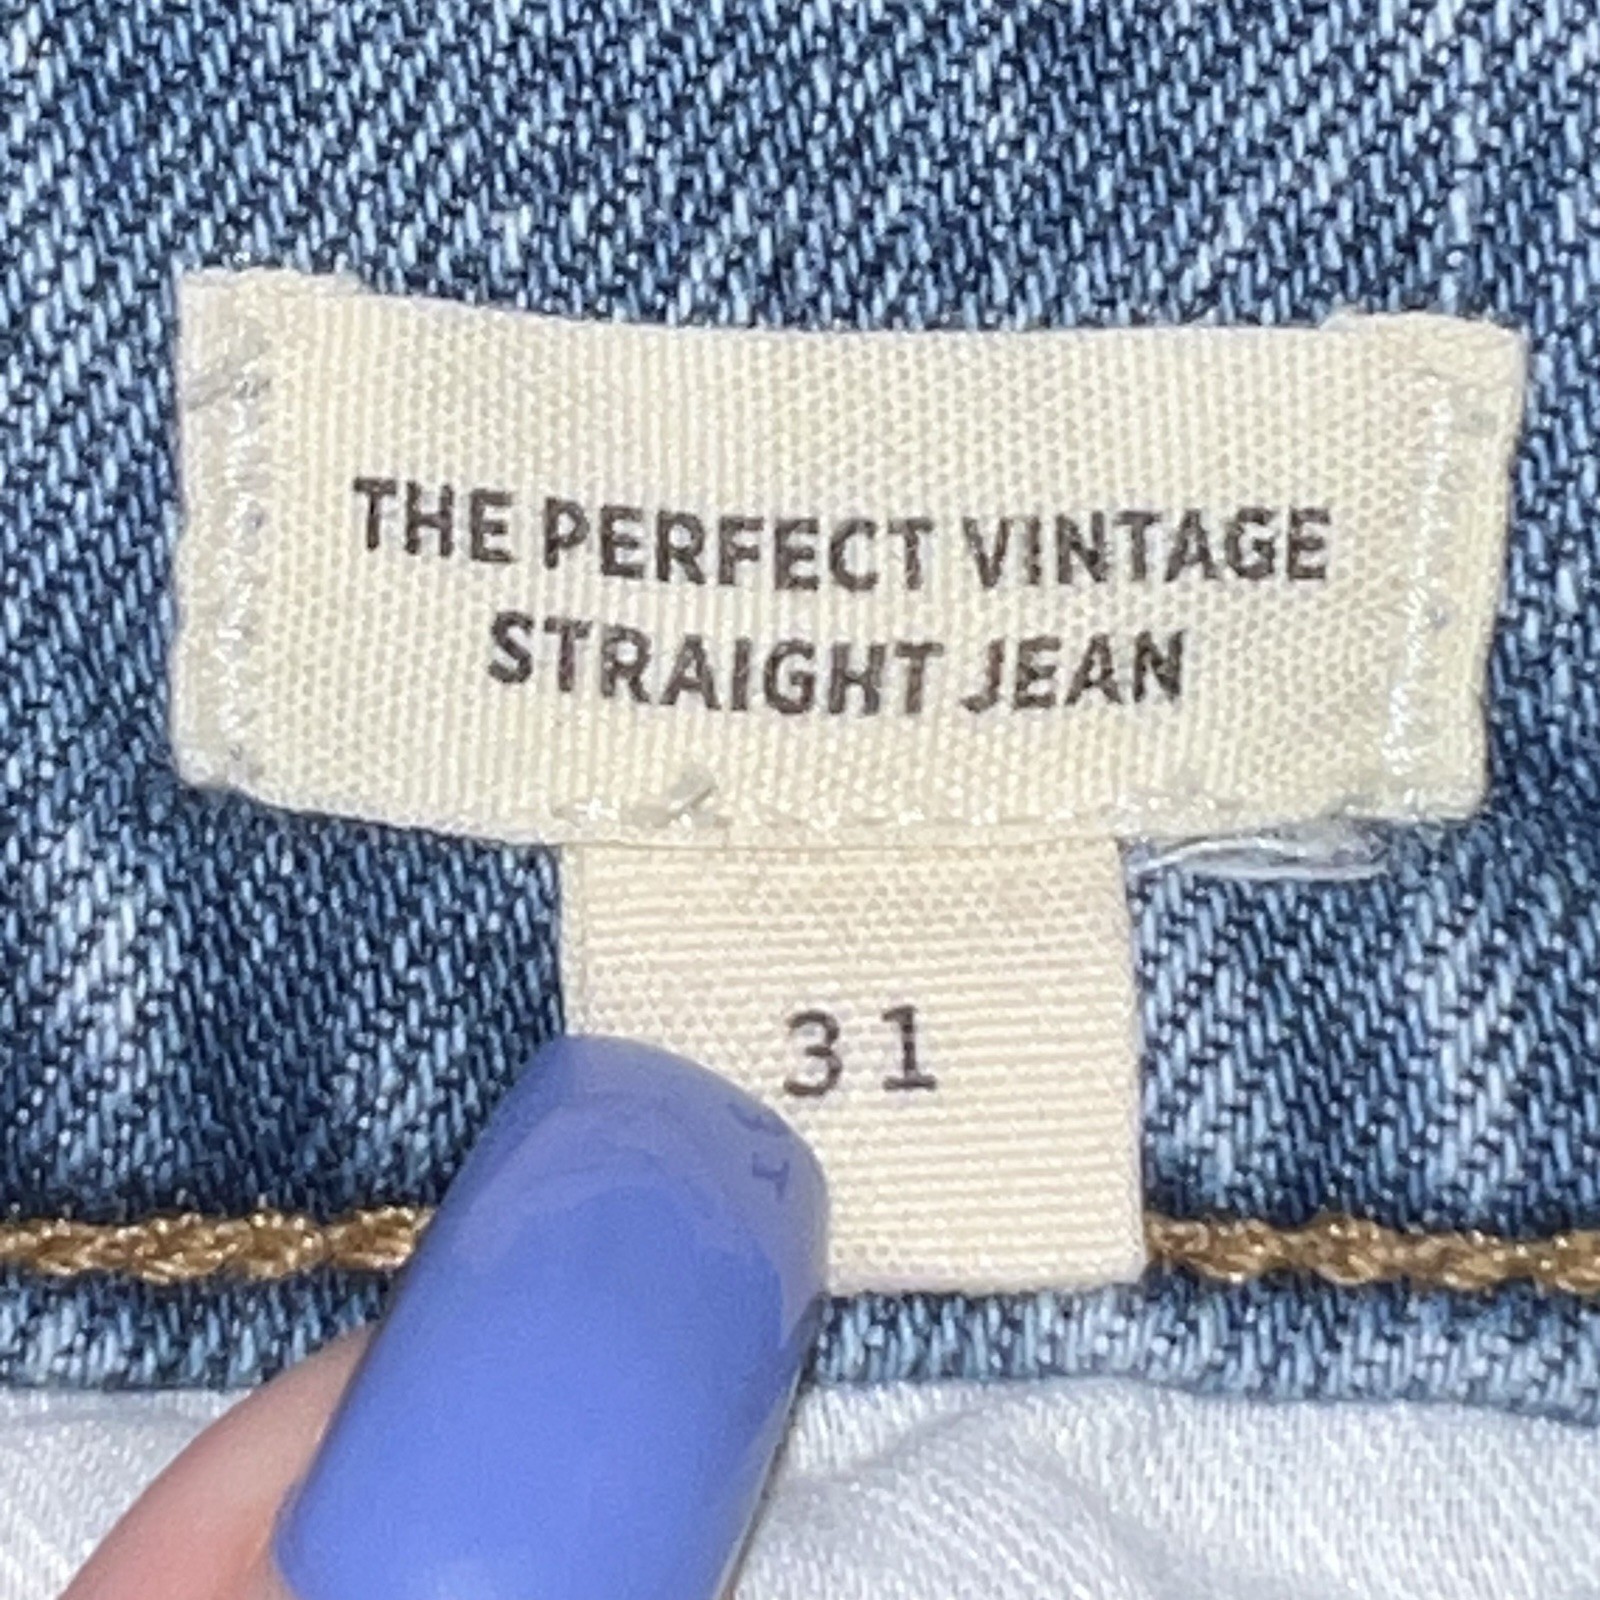 THE PERFECT VINTAGE
STRAIGHT JEAN
31